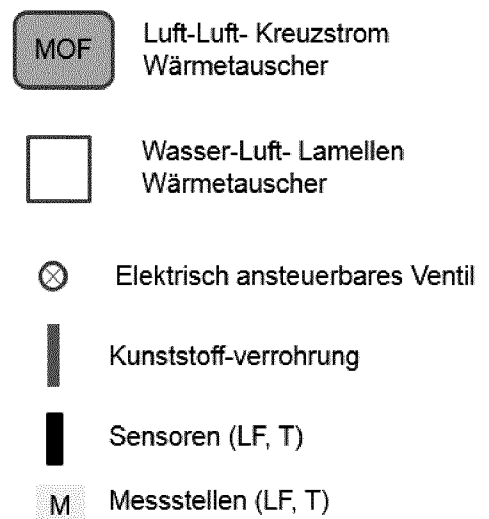 MOF
Luft-Luft- Kreuzstrom
Wärmetauscher
Wasser-Luft- Lamellen
Wärmetauscher
Elektrisch ansteuerbares Ventil
Kunststoff-verrohrung
Sensoren (LF, T)
M
Messstellen (LF, T)